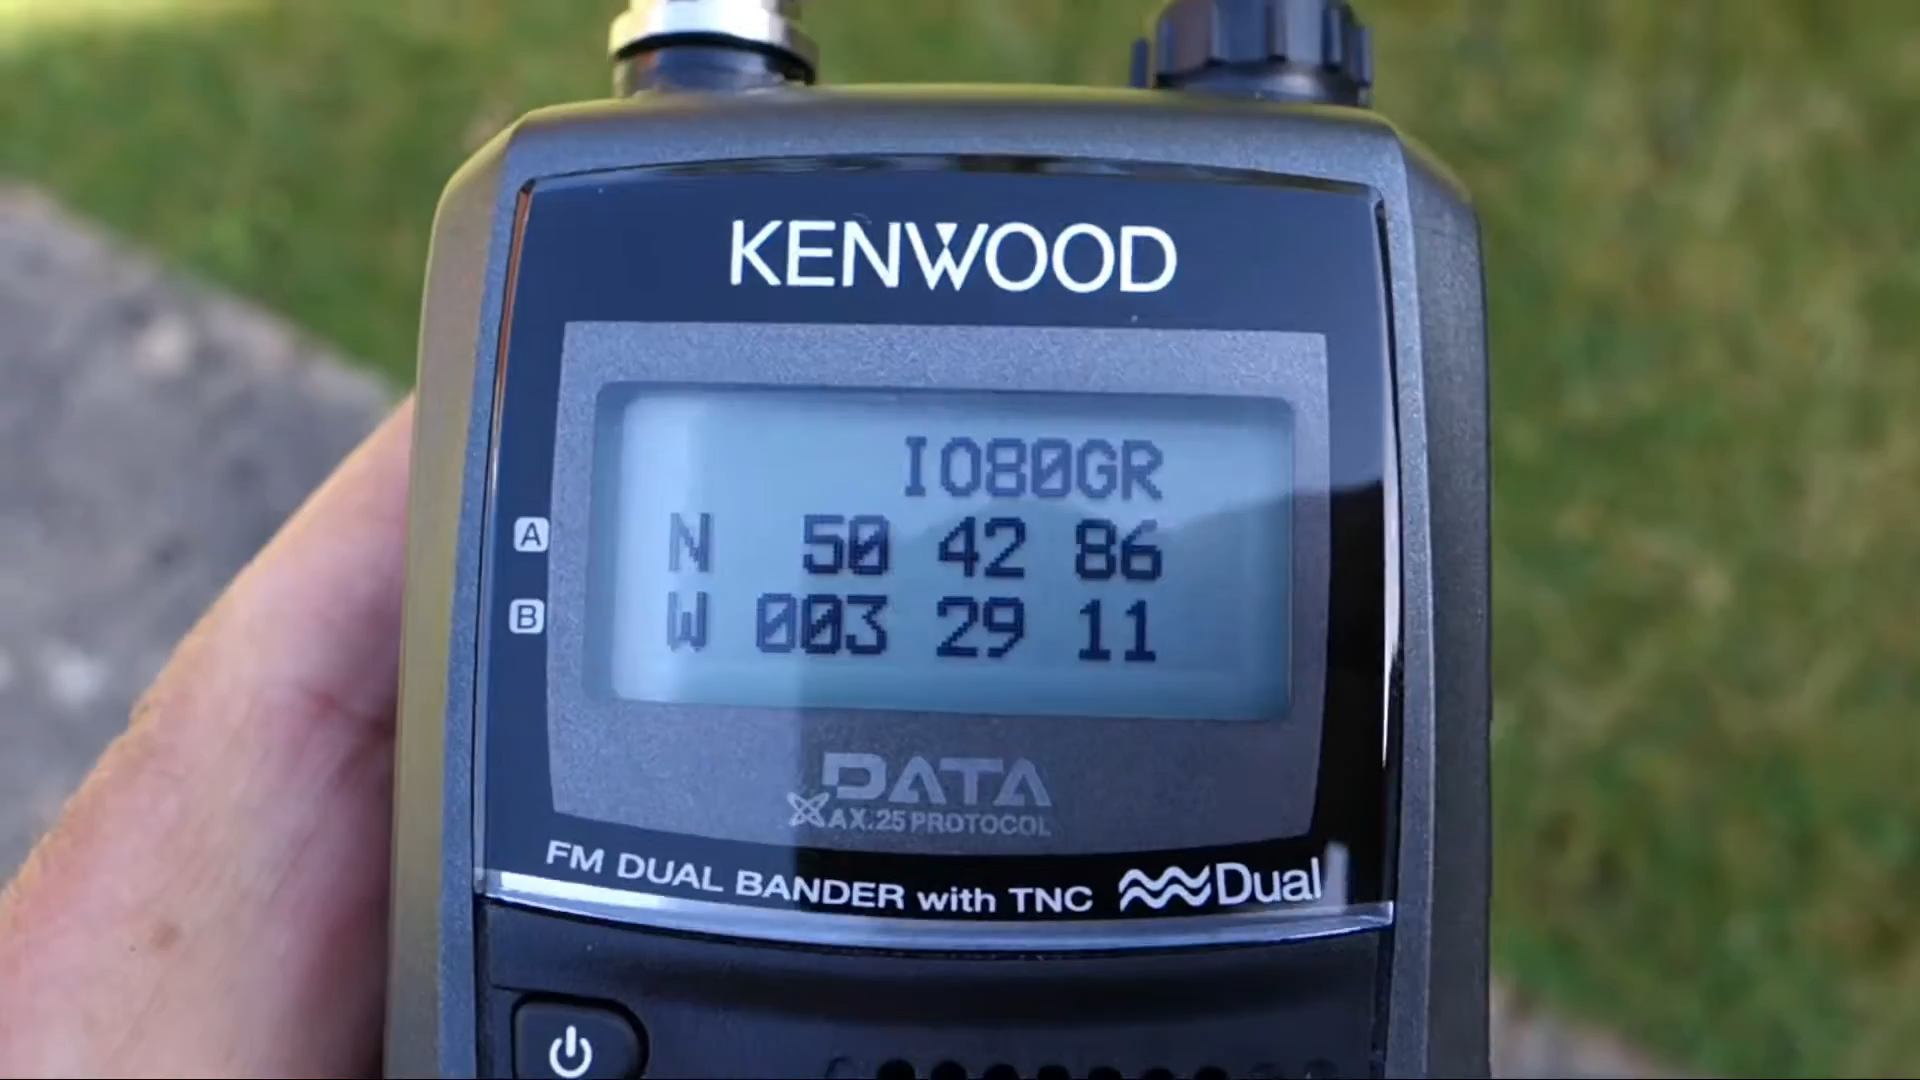 KENWOOD
IO80GR
N 50 42 86
W 003 29 11
A
B
DATA
AX.25 PROTOCOL
FM DUAL BANDER with TNC Dual